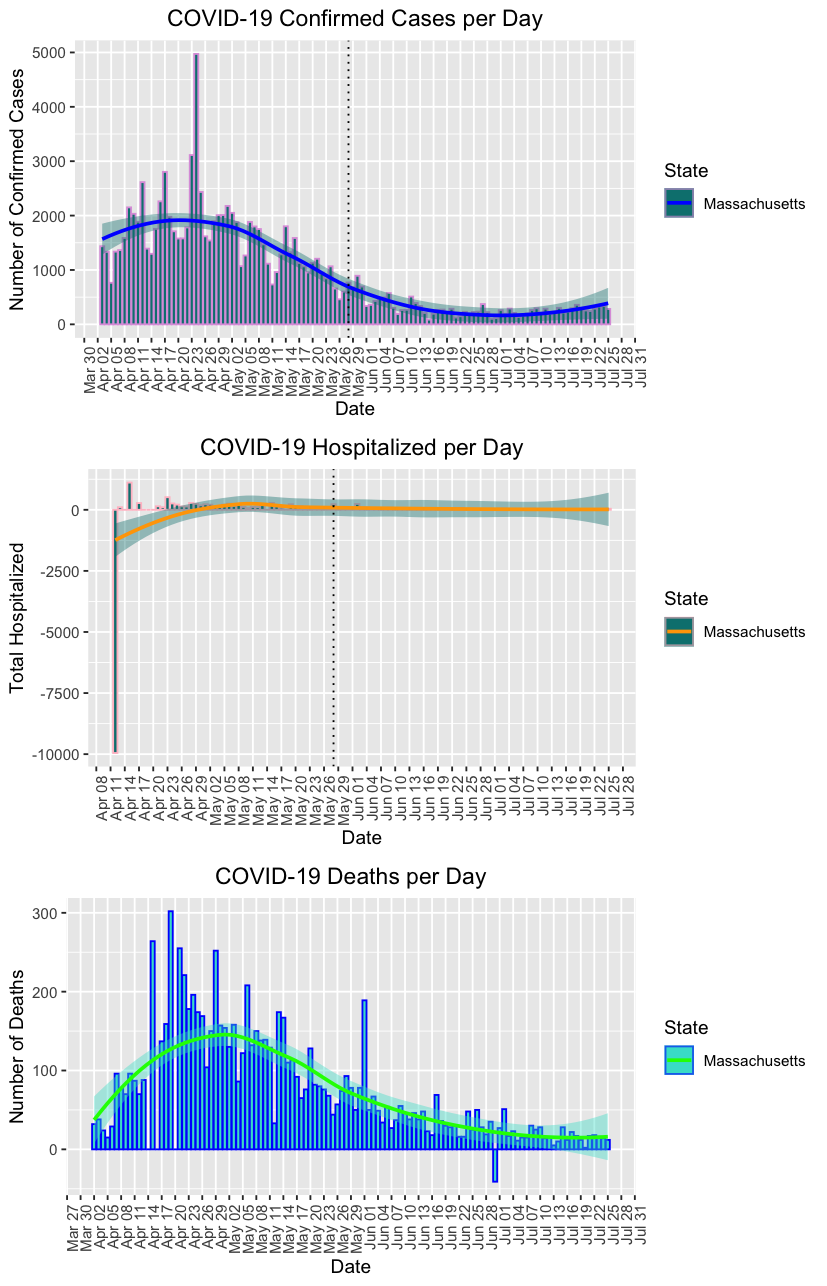 COVID-19 Confirmed Cases per Day
Number of Confirmed Cases
5000
4000
3000
2000
1000
0
Mar 30
Apr 02
Apr 05
Apr 08
Apr 11
Apr 14
Apr 17
Apr 20
Apr 23
Apr 26
Apr 29
May 02
May 05
May 08
May 11
May 14
May 17
May 20
May 23
May 26
May 29
Jun 01
Jun 04
Jun 07
Jun 10
Jun 13
Jun 16
Jun 19
Jun 22
Jun 25
Jun 28
Jul 01
Jul 04
Jul 07
Jul 10
Jul 13
Jul 16
Jul 19
Jul 22
Jul 25
Jul 28
Jul 31
Date
State
Massachusetts
COVID-19 Hospitalized per Day
Total Hospitalized
0
-2500
-5000
-7500
-10000
Apr 08
Apr 11
Apr 14
Apr 17
Apr 20
Apr 23
Apr 26
Apr 29
May 02
May 05
May 08
May 11
May 14
May 17
May 20
May 23
May 26
May 29
Jun 01
Jun 04
Jun 07
Jun 10
Jun 13
Jun 16
Jun 19
Jun 22
Jun 25
Jun 28
Jul 01
Jul 04
Jul 07
Jul 10
Jul 13
Jul 16
Jul 19
Jul 22
Jul 25
Jul 28
Date
State
Massachusetts
COVID-19 Deaths per Day
Number of Deaths
300
200
100
0
Mar 27
Mar 30
Apr 02
Apr 05
Apr 08
Apr 11
Apr 14
Apr 17
Apr 20
Apr 23
Apr 26
Apr 29
May 02
May 05
May 08
May 11
May 14
May 17
May 20
May 23
May 26
May 29
Jun 01
Jun 04
Jun 07
Jun 10
Jun 13
Jun 16
Jun 19
Jun 22
Jun 25
Jun 28
Jul 01
Jul 04
Jul 07
Jul 10
Jul 13
Jul 16
Jul 19
Jul 22
Jul 25
Jul 28
Jul 31
Date
State
Massachusetts